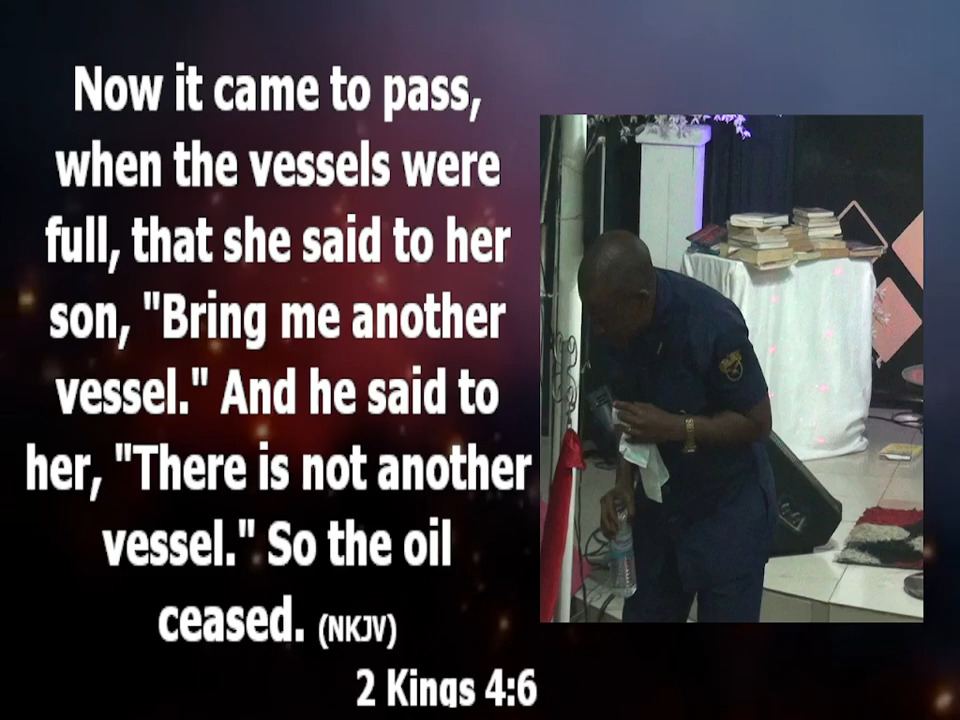 Now it came to pass,
when the vessels were
full, that she said to her
son, "Bring me another
vessel." And he said to
her, "There is not another
vessel." So the oil
ceased. (NKJV)
2 Kings 4:6